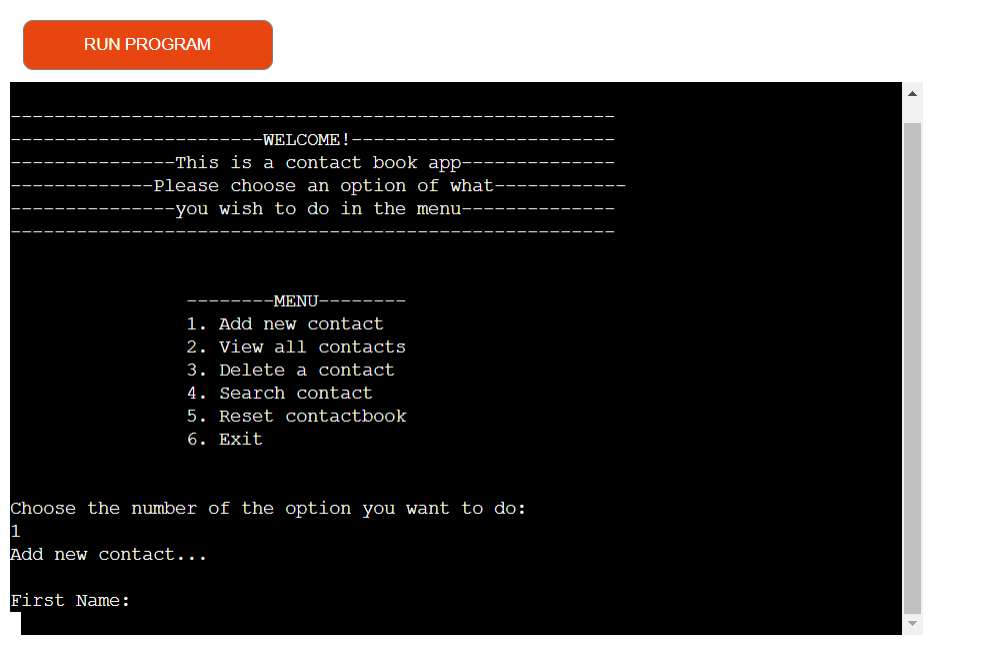 RUN PROGRAM
-------------------------------------------------------
-----------------------WELCOME!------------------------
---------------This is a contact book app--------------
-------------Please choose an option of what------------
---------------you wish to do in the menu--------------
-------------------------------------------------------
--------MENU--------
1. Add new contact
2. View all contacts
3. Delete a contact
4. Search contact
5. Reset contactbook
6. Exit
Choose the number of the option you want to do:
1
Add new contact...
First Name: